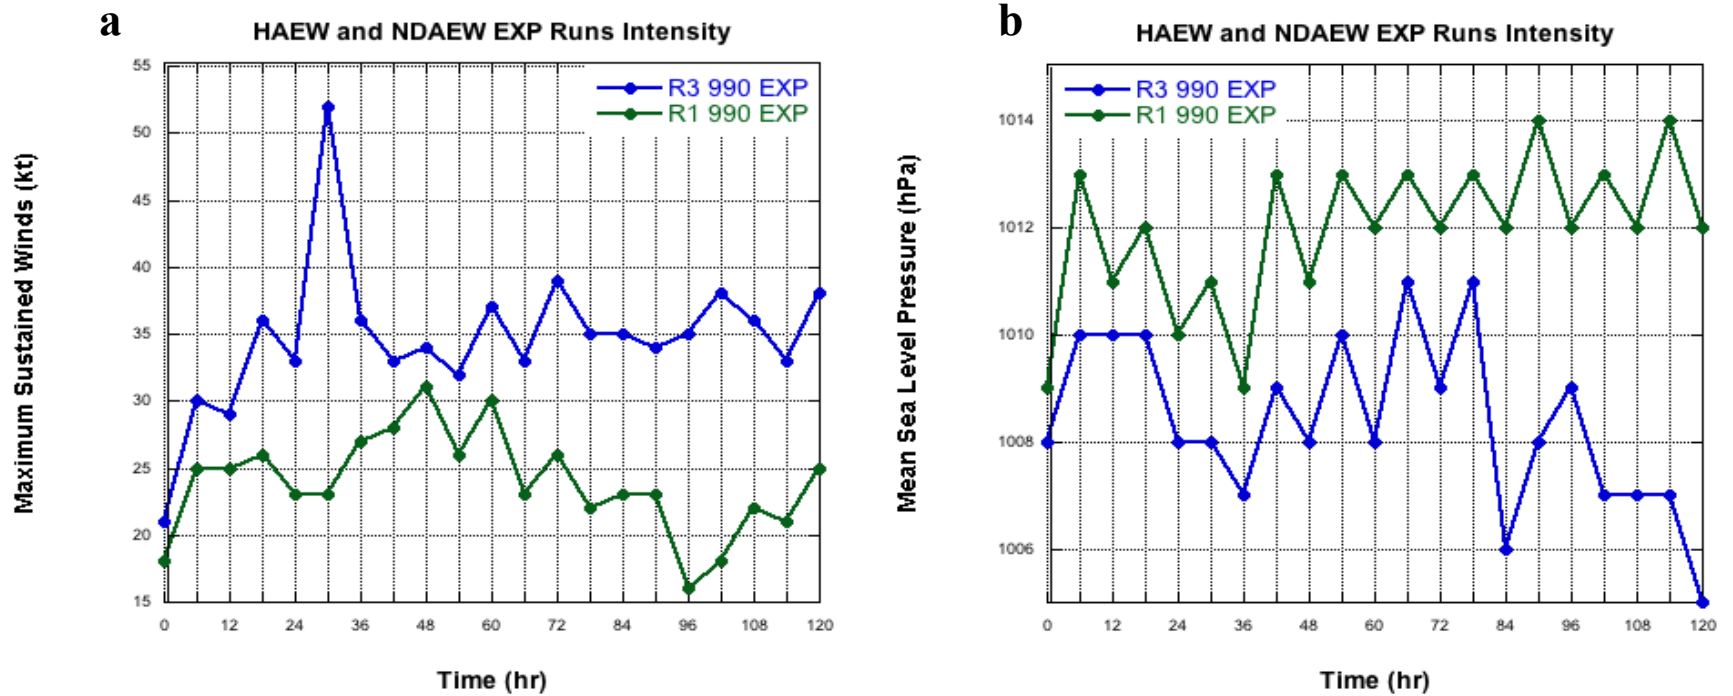 a
HAEW and NDAEW EXP Runs Intensity
R3 990 EXP
R1 990 EXP
Maximum Sustained Winds (kt)
55
50
45
40
35
30
25
20
15
0 12 24 36 48 60 72 84 96 108 120
Time (hr)
b
HAEW and NDAEW EXP Runs Intensity
R3 990 EXP
R1 990 EXP
Mean Sea Level Pressure (hPa)
1014
1012
1010
1008
1006
0 12 24 36 48 60 72 84 96 108 120
Time (hr)